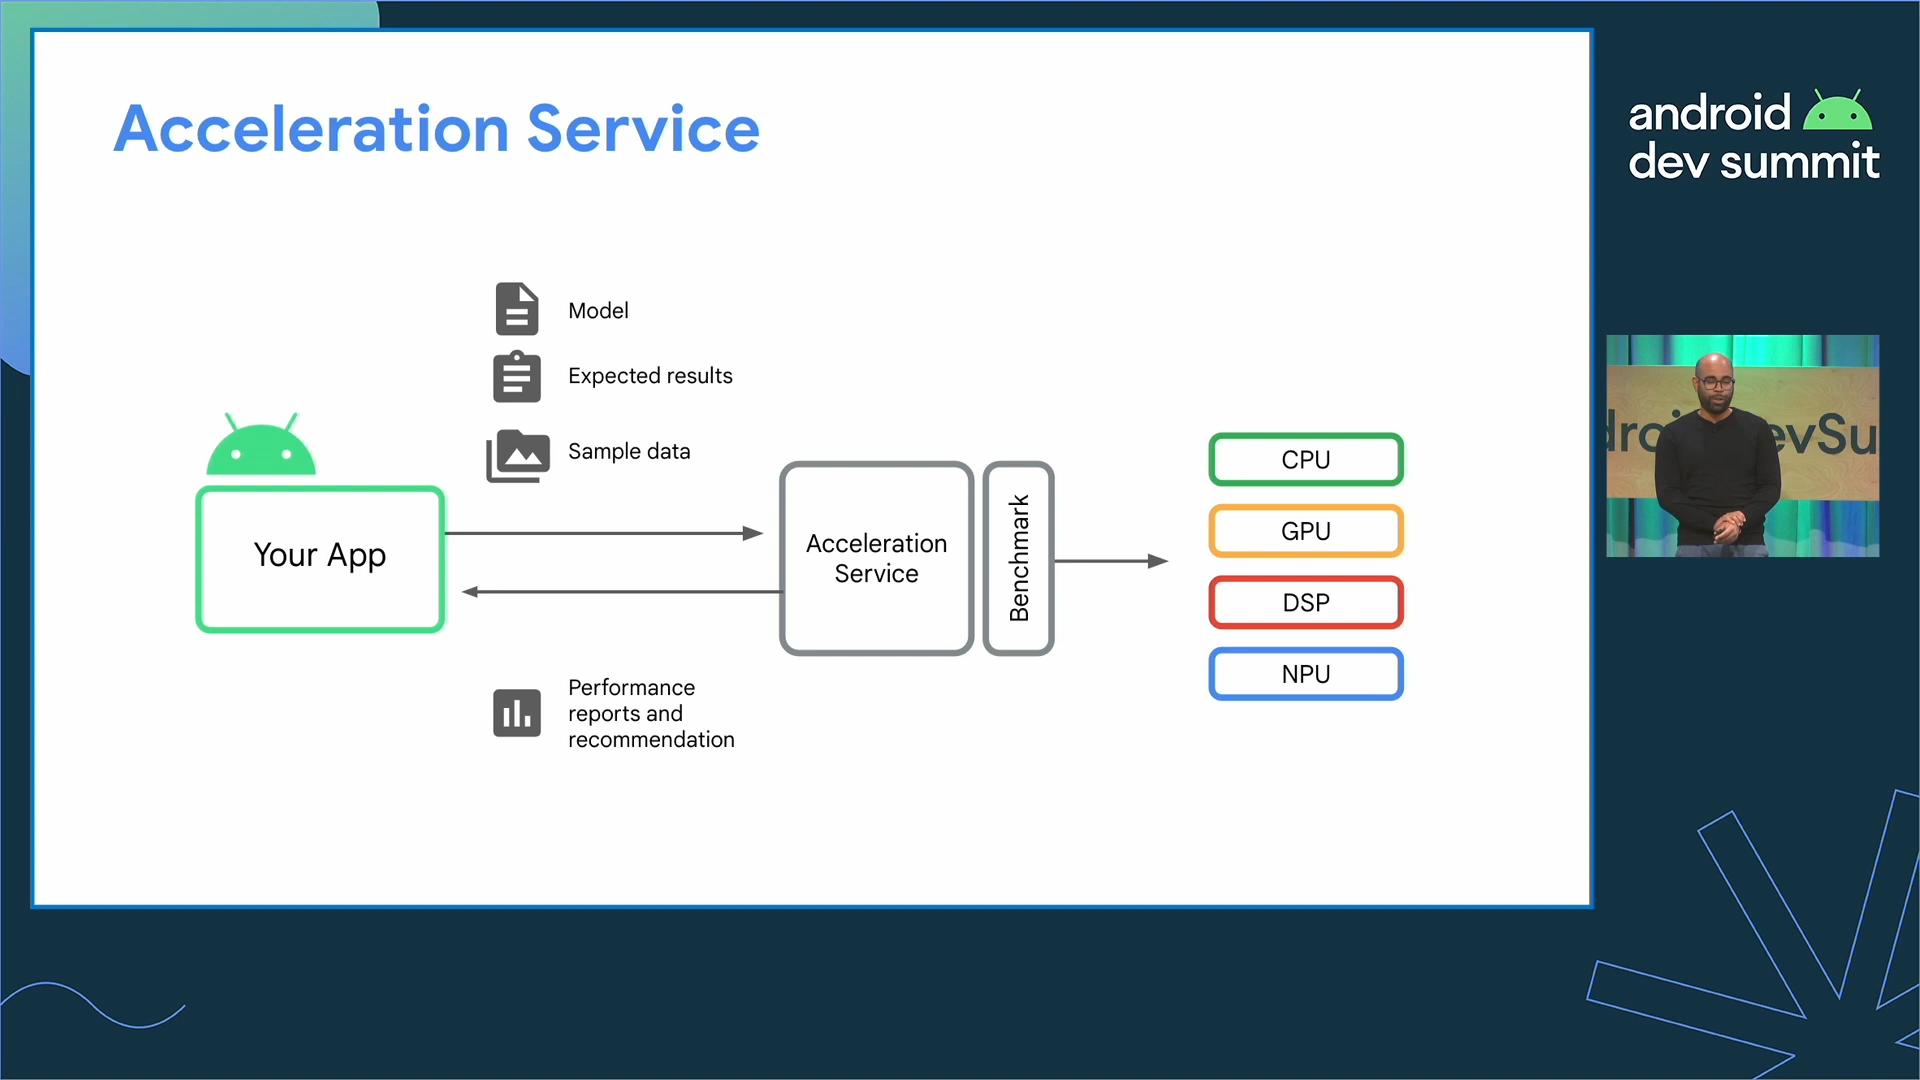 Acceleration Service
android
dev summit
Model
Expected results
Sample data
Your App
Acceleration
Service
Benchmark
CPU
GPU
DSP
NPU
Performance
reports and
recommendation
evSu